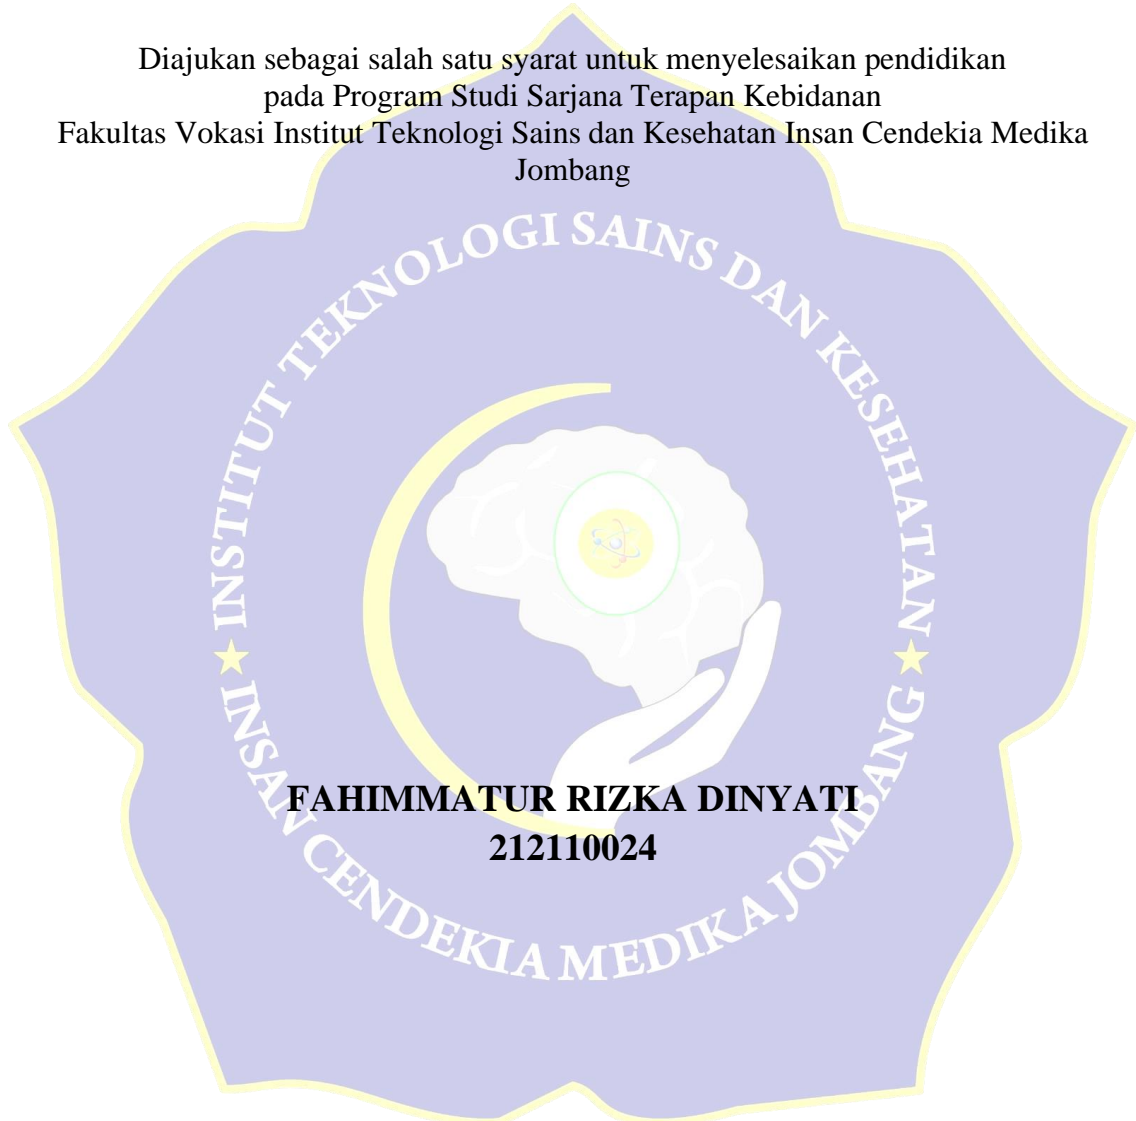 Diajukan sebagai salah satu syarat untuk menyelesaikan pendidikan
pada Program Studi Sarjana Terapan Kebidanan
Fakultas Vokasi Institut Teknologi Sains dan Kesehatan Insan Cendekia Medika
Jombang
INSTITUT TEKNOLOGI SAINS DAN KESEHATAN
INSAN CENDEKIA MEDIKA JOMBANG
FAHIMMATUR RIZKA DINYATI
212110024